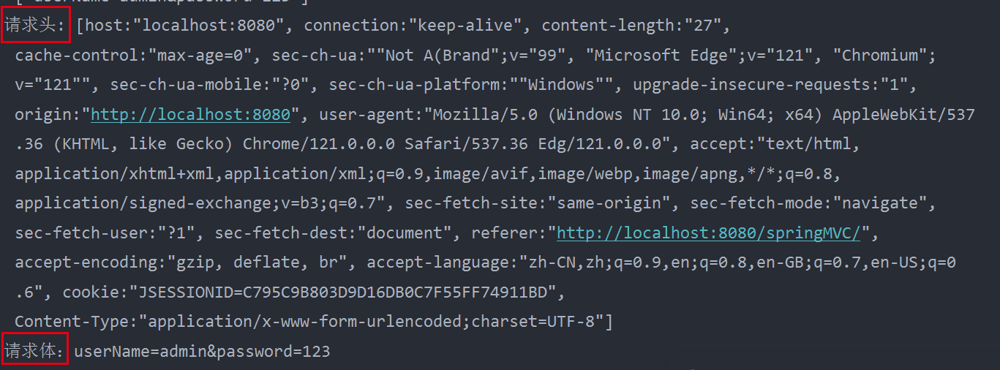 [ userName=admin&password=123 ]
请求头: [host:"localhost:8080", connection:"keep-alive", content-length:"27",
cache-control:"max-age=0", sec-ch-ua:""Not A(Brand";v="99", "Microsoft Edge";v="121", "Chromium";
v="121"", sec-ch-ua-mobile:"?0", sec-ch-ua-platform:""Windows"", upgrade-insecure-requests:"1",
origin:"http://localhost:8080", user-agent:"Mozilla/5.0 (Windows NT 10.0; Win64; x64) AppleWebKit/537
.36 (KHTML, like Gecko) Chrome/121.0.0.0 Safari/537.36 Edg/121.0.0.0", accept:"text/html,
application/xhtml+xml,application/xml;q=0.9,image/avif,image/webp,image/apng,*/*;q=0.8,
application/signed-exchange;v=b3;q=0.7", sec-fetch-site:"same-origin", sec-fetch-mode:"navigate",
sec-fetch-user:"?1", sec-fetch-dest:"document", referer:"http://localhost:8080/springMVC/",
accept-encoding:"gzip, deflate, br", accept-language:"zh-CN,zh;q=0.9,en;q=0.8,en-GB;q=0.7,en-US;q=0
.6", cookie:"JSESSIONID=C795C9B803D9D16DB0C7F55FF74911BD",
Content-Type:"application/x-www-form-urlencoded;charset=UTF-8"]
请求体: userName=admin&password=123